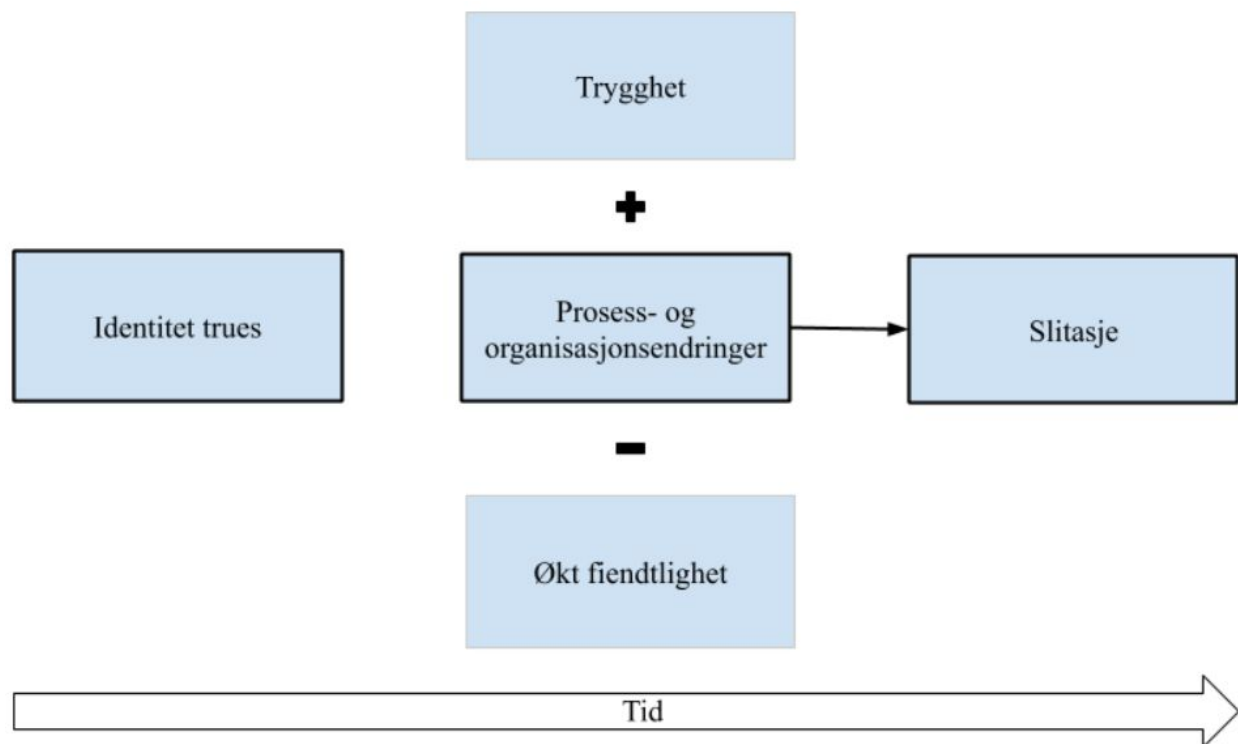 Trygghet
+
Identitet trues
Prosess- og
organisasjonsendringer
Slitasje
-
Økt fiendtlighet
Tid